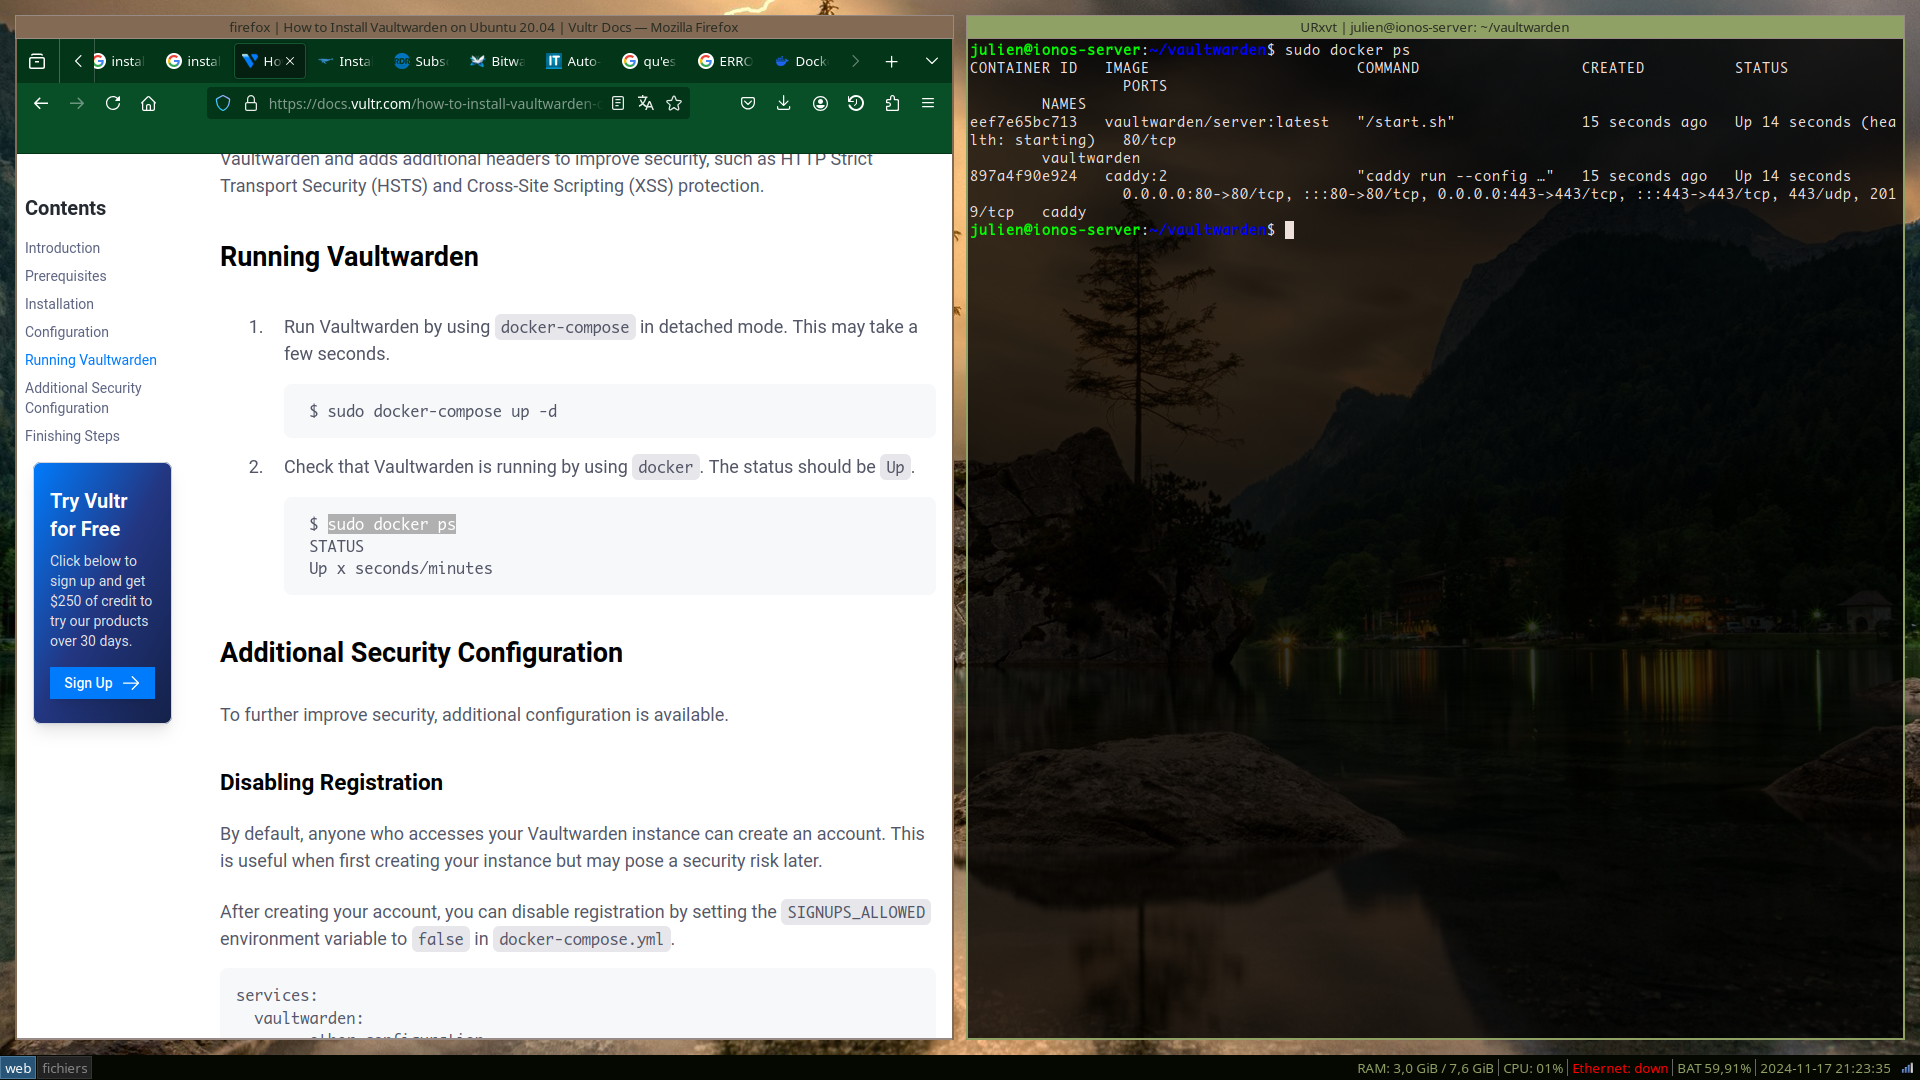 firefox | How to Install Vaultwarden on Ubuntu 20.04 | Vultr Docs — Mozilla Firefox
instal
instal
Ho
Insta
Subs
Bitwa
Auto-
qu'es
ERRO
Dock
https://docs.vultr.com/how-to-install-vaultwarden-
Vaultwarden and adds additional headers to improve security, such as HTTP Strict
Transport Security (HSTS) and Cross-Site Scripting (XSS) protection.
Contents
Introduction
Prerequisites
Installation
Configuration
Running Vaultwarden
Additional Security
Configuration
Finishing Steps
Try Vultr
for Free
Click below to
sign up and get
$250 of credit to
try our products
over 30 days.
Sign Up
Running Vaultwarden
1. Run Vaultwarden by using docker-compose in detached mode. This may take a
few seconds.
$ sudo docker-compose up -d
2. Check that Vaultwarden is running by using docker. The status should be Up.
$ sudo docker ps
STATUS
Up x seconds/minutes
Additional Security Configuration
To further improve security, additional configuration is available.
Disabling Registration
By default, anyone who accesses your Vaultwarden instance can create an account. This
is useful when first creating your instance but may pose a security risk later.
After creating your account, you can disable registration by setting the SIGNUPS_ALLOWED
environment variable to false in docker-compose.yml.
services:
vaultwarden:
URxvt | julien@ionos-server: ~/vaultwarden
julien@ionos-server:~/vaultwarden$ sudo docker ps
CONTAINER ID IMAGE COMMAND CREATED STATUS
PORTS
NAMES
eef7e65bc713 vaultwarden/server:latest "/start.sh" 15 seconds ago Up 14 seconds (hea
lth: starting) 80/tcp
vaultwarden
897a4f90e924 caddy:2 "caddy run --config …" 15 seconds ago Up 14 seconds
0.0.0.0:80->80/tcp, :::80->80/tcp, 0.0.0.0:443->443/tcp, :::443->443/tcp, 443/udp, 201
9/tcp caddy
julien@ionos-server:~/vaultwarden$
web fichiers
RAM: 3,0 GiB / 7,6 GiB | CPU: 01% | Ethernet: down | BAT 59,91% | 2024-11-17 21:23:35